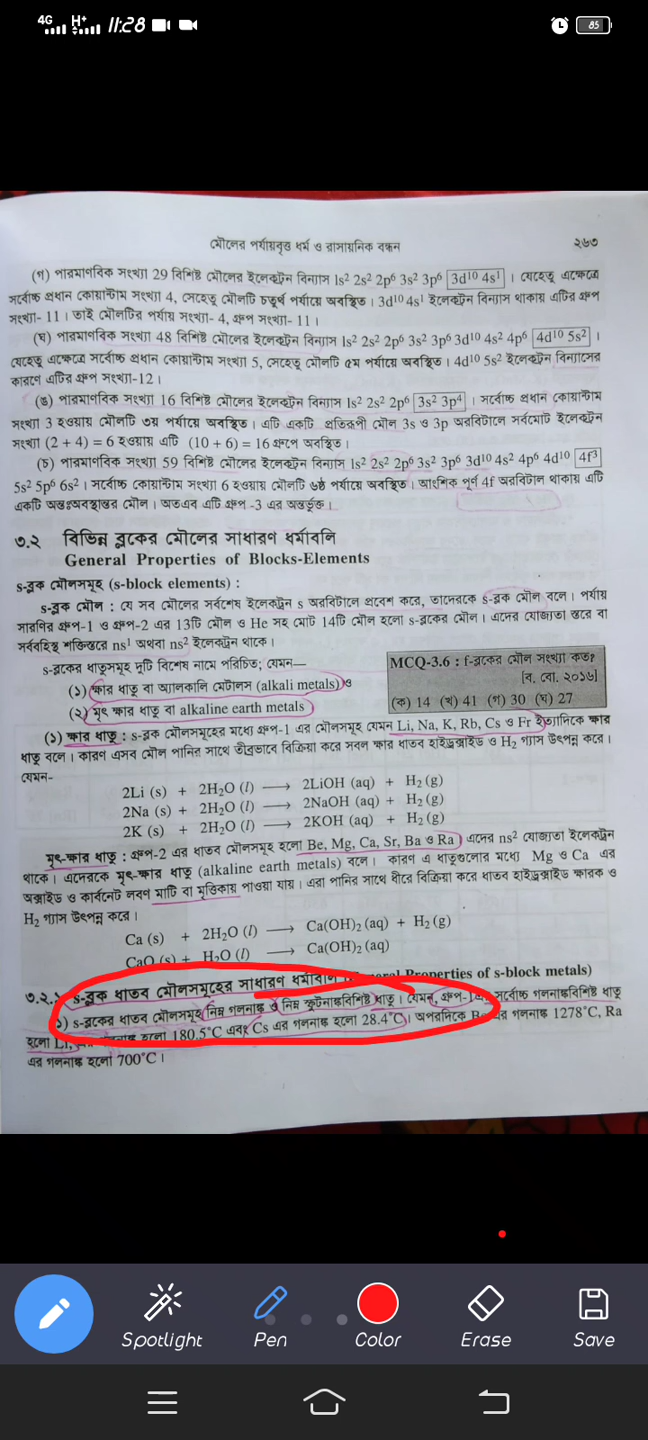 4G H+ 11:28 85
মৌলের পর্যায়বৃত্ত ধর্ম ও রাসায়নিক বন্ধন ২৬৩
(গ) পারমাণবিক সংখ্যা 29 বিশিষ্ট মৌলের ইলেকট্রন বিন্যাস 1s² 2s² 2p⁶ 3s² 3p⁶ 3d¹⁰ 4s¹ । যেহেতু এক্ষেত্রে
সর্বোচ্চ প্রধান কোয়ান্টাম সংখ্যা 4, সেহেতু মৌলটি চতুর্থ পর্যায়ে অবস্থিত। 3d¹⁰ 4s¹ ইলেকট্রন বিন্যাস থাকায় এটির গ্রুপ
সংখ্যা- 11। তাই মৌলটির পর্যায় সংখ্যা- 4, গ্রুপ সংখ্যা- 11।
(ঘ) পারমাণবিক সংখ্যা 48 বিশিষ্ট মৌলের ইলেকট্রন বিন্যাস 1s² 2s² 2p⁶ 3s² 3p⁶ 3d¹⁰ 4s² 4p⁶ 4d¹⁰ 5s² ।
যেহেতু এক্ষেত্রে সর্বোচ্চ প্রধান কোয়ান্টাম সংখ্যা 5, সেহেতু মৌলটি ৫ম পর্যায়ে অবস্থিত। 4d¹⁰ 5s² ইলেকট্রন বিন্যাসের
কারণে এটির গ্রুপ সংখ্যা-12।
(ঙ) পারমাণবিক সংখ্যা 16 বিশিষ্ট মৌলের ইলেকট্রন বিন্যাস 1s² 2s² 2p⁶ 3s² 3p⁴ । সর্বোচ্চ প্রধান কোয়ান্টাম
সংখ্যা 3 হওয়ায় মৌলটি ৩য় পর্যায়ে অবস্থিত। এটি একটি প্রতিরূপী মৌল 3s ও 3p অরবিটালে সর্বমোট ইলেকট্রন
সংখ্যা (2 + 4) = 6 হওয়ায় এটি (10 + 6) = 16 গ্রুপে অবস্থিত।
(চ) পারমাণবিক সংখ্যা 59 বিশিষ্ট মৌলের ইলেকট্রন বিন্যাস 1s² 2s² 2p⁶ 3s² 3p⁶ 3d¹⁰ 4s² 4p⁶ 4d¹⁰ 4f³
5s² 5p⁶ 6s²। সর্বোচ্চ কোয়ান্টাম সংখ্যা 6 হওয়ায় মৌলটি ৬ষ্ঠ পর্যায়ে অবস্থিত। আংশিক পূর্ণ 4f অরবিটাল থাকায় এটি
একটি অন্তঃঅবস্থান্তর মৌল। অতএব এটি গ্রুপ -3 এর অন্তর্ভুক্ত।
৩.২ বিভিন্ন ব্লকের মৌলের সাধারণ ধর্মাবলি
General Properties of Blocks-Elements
s-ব্লক মৌলসমূহ (s-block elements) :
s-ব্লক মৌল : যে সব মৌলের সর্বশেষ ইলেকট্রন s অরবিটালে প্রবেশ করে, তাদেরকে s-ব্লক মৌল বলে। পর্যায়
সারণির গ্রুপ-1 ও গ্রুপ-2 এর 13টি মৌল ও He সহ মোট 14টি মৌল হলো s-ব্লকের মৌল। এদের যোজ্যতা স্তরে বা
সর্ববহিস্থ শক্তিস্তরে ns¹ অথবা ns² ইলেকট্রন থাকে।
s-ব্লকের ধাতুসমূহ দুটি বিশেষ নামে পরিচিত; যেমন—
(১) ক্ষার ধাতু বা অ্যালকালি মেটালস (alkali metals) ও
(২) মৃৎ ক্ষার ধাতু বা alkaline earth metals
MCQ-3.6 : f-ব্লকের মৌল সংখ্যা কত?
[ব. বো. ২০১৬]
(ক) 14 (খ) 41 (গ) 30 (ঘ) 27
(১) ক্ষার ধাতু : s-ব্লক মৌলসমূহের মধ্যে গ্রুপ-1 এর মৌলসমূহ যেমন Li, Na, K, Rb, Cs ও Fr ইত্যাদিকে ক্ষার
ধাতু বলে। কারণ এসব মৌল পানির সাথে তীব্রভাবে বিক্রিয়া করে সবল ক্ষার ধাতব হাইড্রক্সাইড ও H₂ গ্যাস উৎপন্ন করে।
যেমন-
2Li (s) + 2H₂O (l) ⟶ 2LiOH (aq) + H₂ (g)
2Na (s) + 2H₂O (l) ⟶ 2NaOH (aq) + H₂ (g)
2K (s) + 2H₂O (l) ⟶ 2KOH (aq) + H₂ (g)
মৃৎ-ক্ষার ধাতু : গ্রুপ-2 এর ধাতব মৌলসমূহ হলো Be, Mg, Ca, Sr, Ba ও Ra। এদের ns² যোজ্যতা ইলেকট্রন
থাকে। এদেরকে মৃৎ-ক্ষার ধাতু (alkaline earth metals) বলে। কারণ এ ধাতুগুলোর মধ্যে Mg ও Ca এর
অক্সাইড ও কার্বনেট লবণ মাটি বা মৃত্তিকায় পাওয়া যায়। এরা পানির সাথে ধীরে বিক্রিয়া করে ধাতব হাইড্রক্সাইড ক্ষারক ও
H₂ গ্যাস উৎপন্ন করে।
Ca (s) + 2H₂O (l) ⟶ Ca(OH)₂ (aq) + H₂ (g)
CaO (s) + H₂O (l) ⟶ Ca(OH)₂ (aq)
৩.২.১ s-ব্লক ধাতব মৌলসমূহের সাধারণ ধর্মাবলি Properties of s-block metals)
১) s-ব্লকের ধাতব মৌলসমূহ নিম্ন গলনাঙ্ক ও নিম্ন স্ফুটনাঙ্কবিশিষ্ট ধাতু। যেমন, গ্রুপ-1 সর্বোচ্চ গলনাঙ্কবিশিষ্ট ধাতু
হলো Li, গলনাঙ্ক হলো 180.5°C এবং Cs এর গলনাঙ্ক হলো 28.4°C। অপরদিকে গলনাঙ্ক 1278°C, Ra
এর গলনাঙ্ক হলো 700°C।
Spotlight Pen Color Erase Save